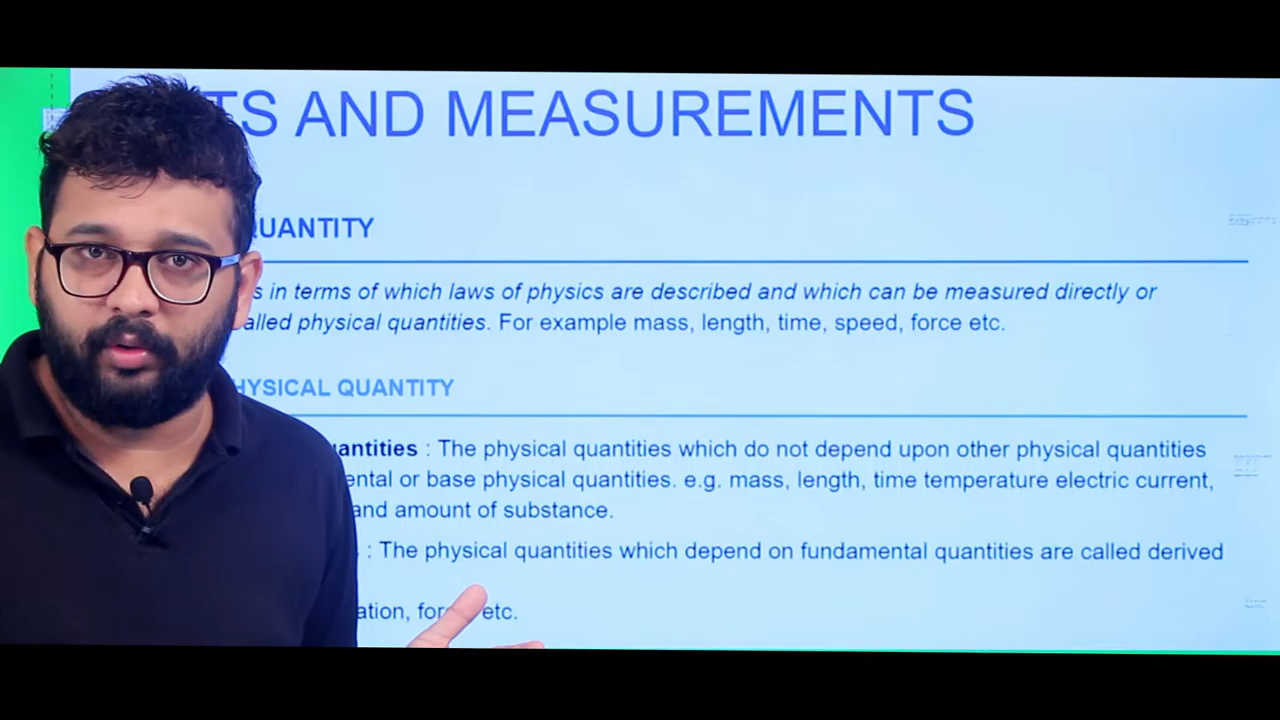 TS AND MEASUREMENTS
QUANTITY
s in terms of which laws of physics are described and which can be measured directly or
alled physical quantities. For example mass, length, time, speed, force etc.
HYSICAL QUANTITY
antities : The physical quantities which do not depend upon other physical quantities
ental or base physical quantities. e.g. mass, length, time temperature electric current,
and amount of substance.
: The physical quantities which depend on fundamental quantities are called derived
ation, for etc.